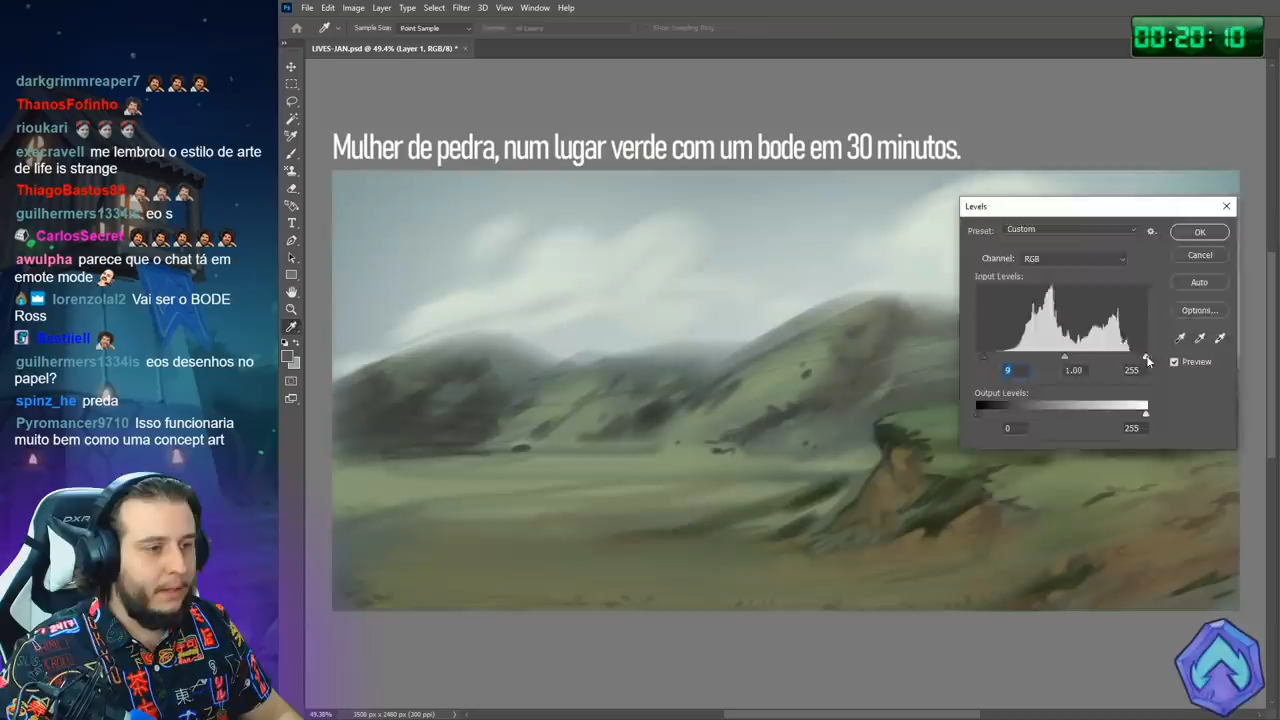 File Edit Image Layer Type Select Filter 3D View Window Help
Sample Size: Point Sample
LIVES-JAN.psd @ 49.4% (Layer 1, RGB/8) *
00:20:10
darkgrimmreaper7
ThanosFofinho
rioukari
execravell me lembrou o estilo de arte
de life is strange
ThiagoBastos88
guilhermers1334is eo s
CarlosSecret
awulpha parece que o chat tá em
emote mode
lorenzolal2 Vai ser o BODE
Ross
guilhermers1334is eos desenhos no
papel?
spinz_he preda
Pyromancer9710 Isso funcionaria
muito bem como uma concept art
Mulher de pedra, num lugar verde com um bode em 30 minutos.
Levels
Preset: Custom
OK
Channel: RGB
Cancel
Input Levels:
Auto
Options...
9 1.00 255
Preview
Output Levels:
0 255
49.38% 3508 px x 2480 px (300 ppi)